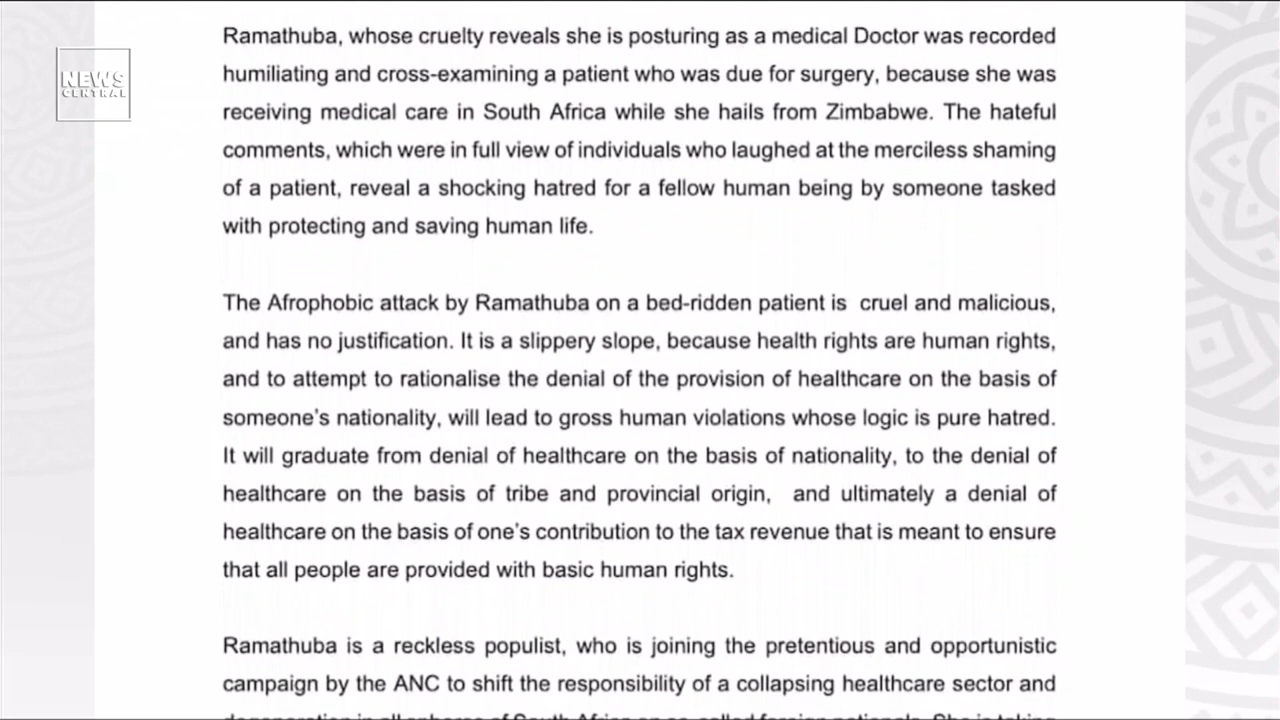 NEWS
CENTRAL
Ramathuba, whose cruelty reveals she is posturing as a medical Doctor was recorded
humiliating and cross-examining a patient who was due for surgery, because she was
receiving medical care in South Africa while she hails from Zimbabwe. The hateful
comments, which were in full view of individuals who laughed at the merciless shaming
of a patient, reveal a shocking hatred for a fellow human being by someone tasked
with protecting and saving human life.
The Afrophobic attack by Ramathuba on a bed-ridden patient is  cruel and malicious,
and has no justification. It is a slippery slope, because health rights are human rights,
and to attempt to rationalise the denial of the provision of healthcare on the basis of
someone's nationality, will lead to gross human violations whose logic is pure hatred.
It will graduate from denial of healthcare on the basis of nationality, to the denial of
healthcare on the basis of tribe and provincial origin,  and ultimately a denial of
healthcare on the basis of one's contribution to the tax revenue that is meant to ensure
that all people are provided with basic human rights.
Ramathuba is a reckless populist, who is joining the pretentious and opportunistic
campaign by the ANC to shift the responsibility of a collapsing healthcare sector and